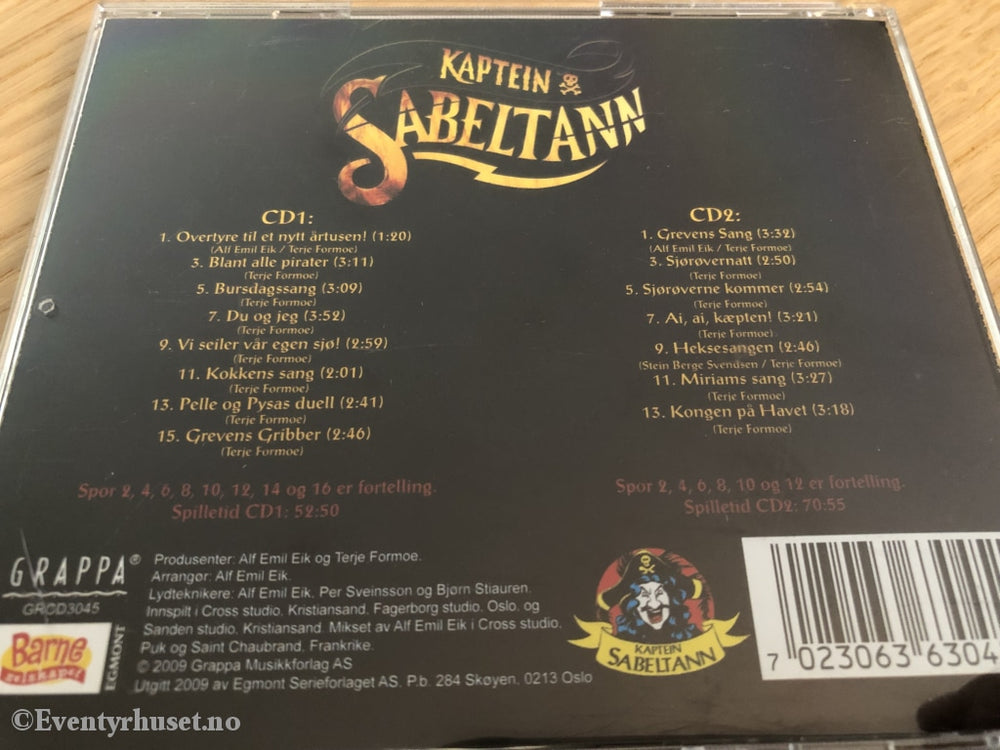 KAPTEIN
SABELTANN
CD1:
1. Overtyre til et nytt årtusen! (1:20)
(Alf Emil Eik / Terje Formoe)
3. Blant alle pirater (3:11)
(Terje Formoe)
5. Bursdagssang (3:09)
(Terje Formoe)
7. Du og jeg (3:52)
(Terje Formoe)
9. Vi seiler vår egen sjø! (2:59)
(Terje Formoe)
11. Kokkens sang (2:01)
(Terje Formoe)
13. Pelle og Pysas duell (2:41)
(Terje Formoe)
15. Grevens Gribber (2:46)
(Terje Formoe)
Spor 2, 4, 6, 8, 10, 12, 14 og 16 er fortelling.
Spilletid CD1: 52:50
CD2:
1. Grevens Sang (3:32)
(Alf Emil Eik / Terje Formoe)
3. Sjørøvernatt (2:50)
(Terje Formoe)
5. Sjørøverne kommer (2:54)
(Terje Formoe)
7. Ai, ai, kæpten! (3:21)
(Terje Formoe)
9. Heksesangen (2:46)
(Stein Berge Svendsen / Terje Formoe)
11. Miriams sang (3:27)
(Terje Formoe)
13. Kongen på Havet (3:18)
(Terje Formoe)
Spor 2, 4, 6, 8, 10 og 12 er fortelling.
Spilletid CD2: 70:55
GRAPPA®
GRCD3045
Barne
selskaper
EGMONT
Produsenter: Alf Emil Eik og Terje Formoe.
Arrangør: Alf Emil Eik.
Lydteknikere: Alf Emil Eik, Per Sveinsson og Bjørn Stiauren.
Innspilt i Cross studio, Kristiansand. Fagerborg studio, Oslo, og
Sanden studio, Kristiansand. Mikset av Alf Emil Eik i Cross studio.
Puk og Saint Chaubrand, Frankrike.
© 2009 Grappa Musikkforlag AS
Utgitt 2009 av Egmont Serieforlaget AS. P.b. 284 Skøyen, 0213 Oslo
KAPTEIN
SABELTANN
7 023063 6304
©Eventyrhuset.no